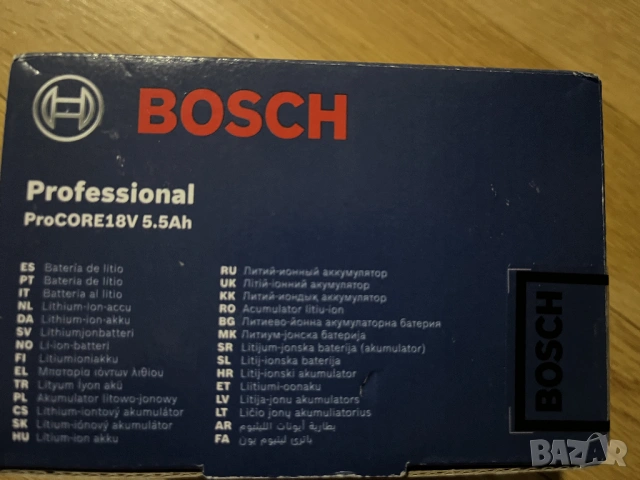 BOSCH
Professional
ProCORE18V 5.5Ah
ES Batería de litio
PT Bateria de lítio
IT Batteria al litio
NL Lithium-ion-accu
DA Lithium-ion-akku
SV Lithiumjonbatteri
NO Li-ion-batteri
FI Litiumioniakku
EL Μπαταρία ιόντων λιθίου
TR Lityum İyon akü
PL Akumulator litowo-jonowy
CS Lithium-iontový akumulátor
SK Lítium-iónový akumulátor
HU Lítium-ion akku
RU Литий-ионный аккумулятор
UK Літій-іонний акумулятор
KK Литий-иондық аккумулятор
RO Acumulator litiu-ion
BG Литиево-йонна акумулаторна батерия
MK Литиум-јонска батерија
SR Litijum-jonska baterija (akumulator)
SL Litij-ionska baterija
HR Litij-ionski akumulator
ET Liitiumi-oonaku
LV Litija-jonu akumulators
LT Ličio jonų akumuliatorius
AR بطارية أيونات الليثيوم
FA باتری لیتیوم یون
BOSCH
BAZAR
bg